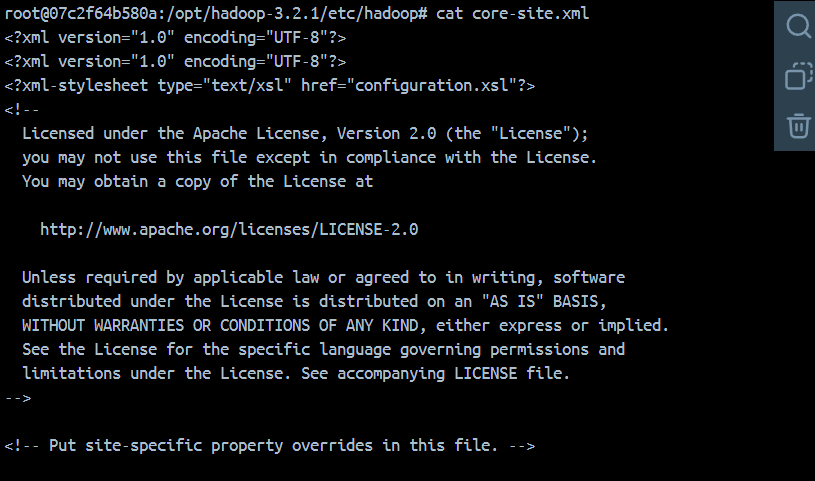 root@07c2f64b580a:/opt/hadoop-3.2.1/etc/hadoop# cat core-site.xml
<?xml version="1.0" encoding="UTF-8"?>
<?xml version="1.0" encoding="UTF-8"?>
<?xml-stylesheet type="text/xsl" href="configuration.xsl"?>
<!--
  Licensed under the Apache License, Version 2.0 (the "License");
  you may not use this file except in compliance with the License.
  You may obtain a copy of the License at

    http://www.apache.org/licenses/LICENSE-2.0

  Unless required by applicable law or agreed to in writing, software
  distributed under the License is distributed on an "AS IS" BASIS,
  WITHOUT WARRANTIES OR CONDITIONS OF ANY KIND, either express or implied.
  See the License for the specific language governing permissions and
  limitations under the License. See accompanying LICENSE file.
-->

<!-- Put site-specific property overrides in this file. -->